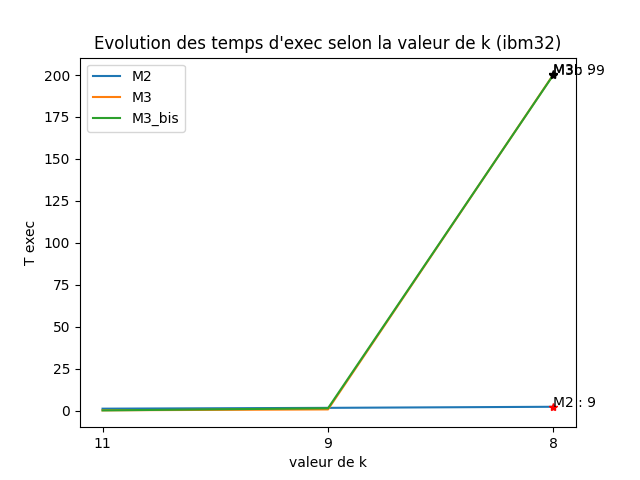 Evolution des temps d'exec selon la valeur de k (ibm32)
M2
M3
M3_bis
200
175
150
125
100
75
50
25
0
T exec
M2 : 9
11
9
8
valeur de k